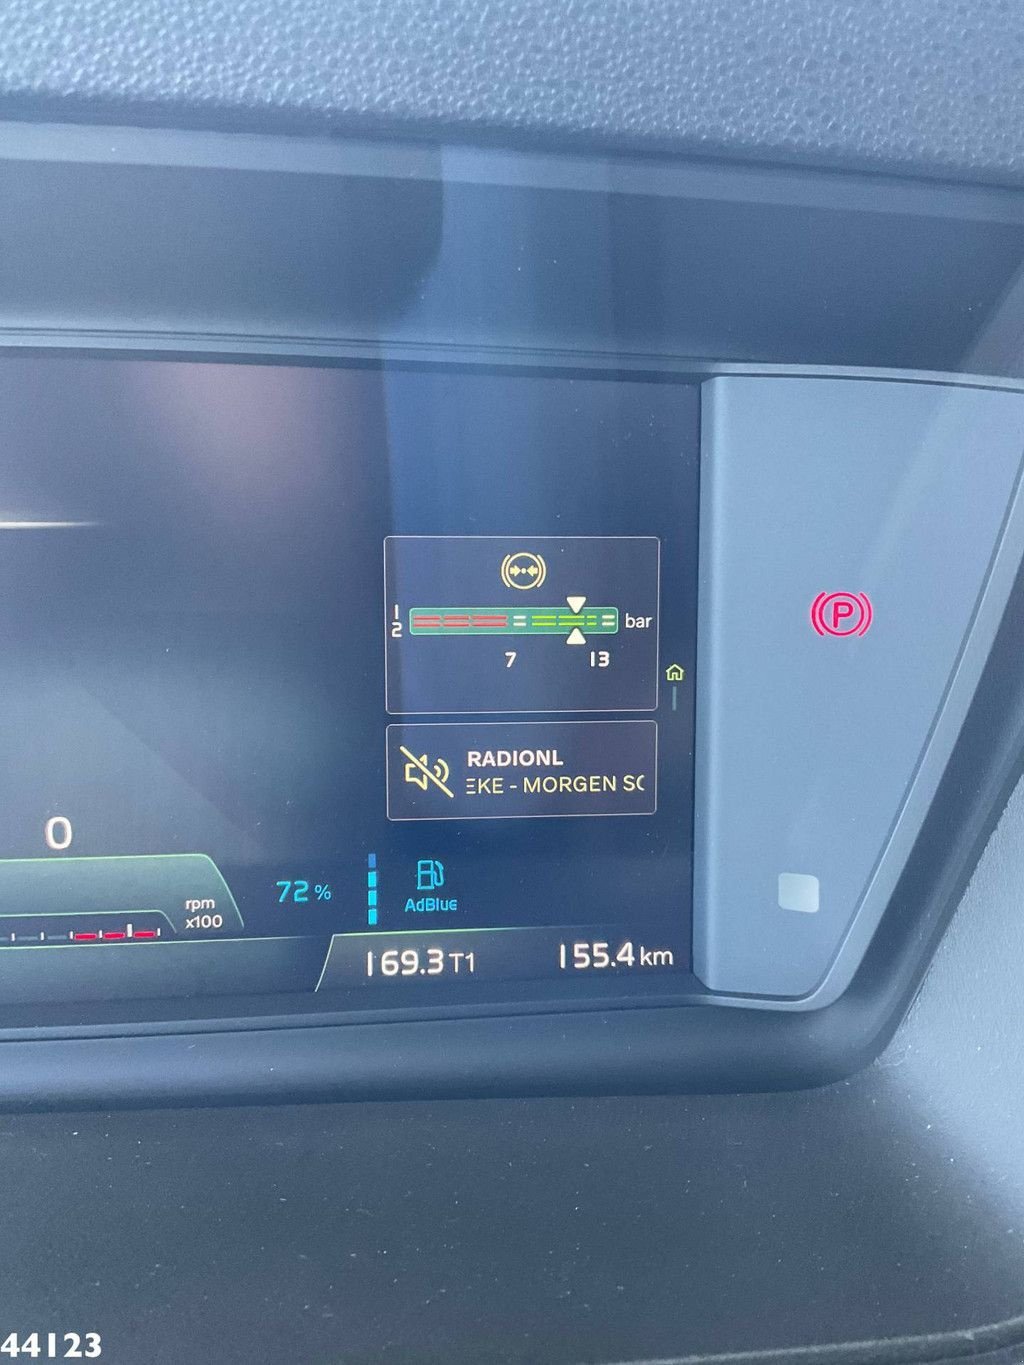 1
2
bar
7 13
RADIONL
EKE - MORGEN SC
0
rpm
x100
72 %
AdBlue
169.3 T1 155.4 km
P
44123